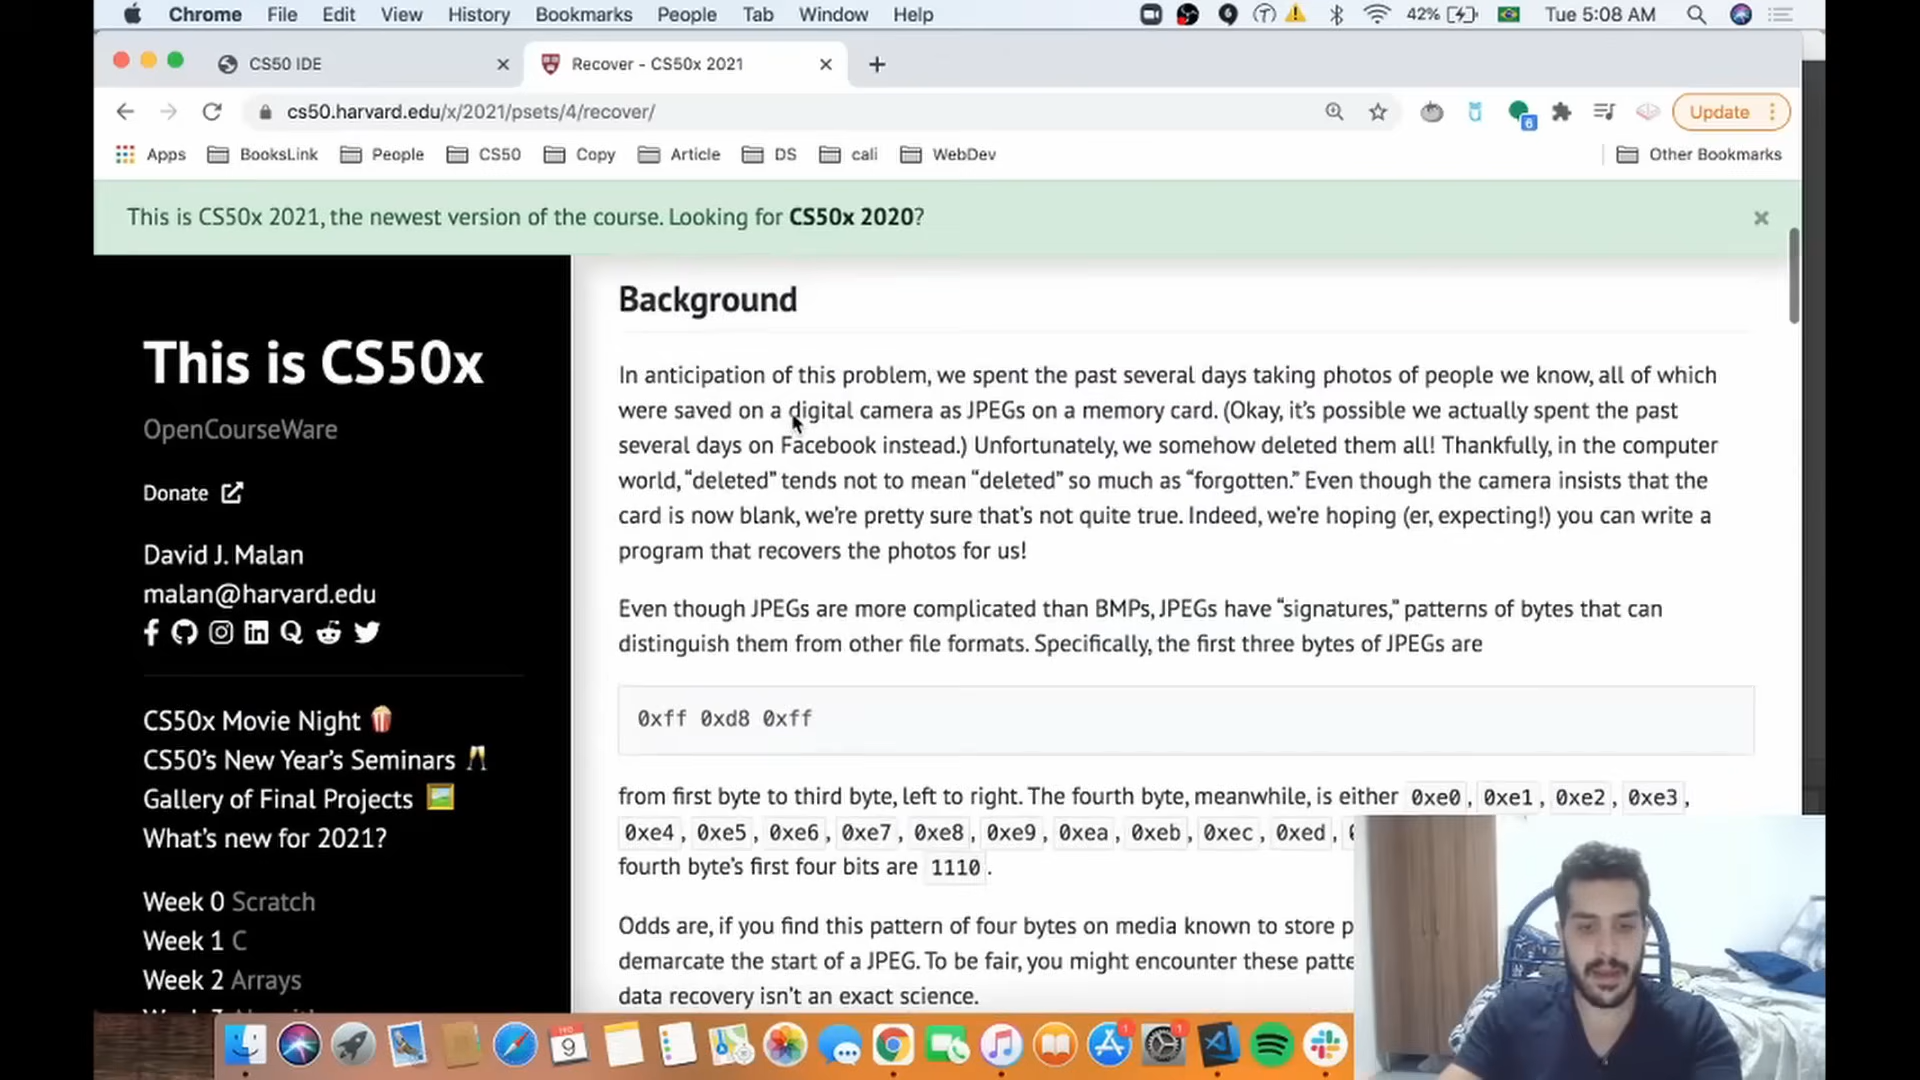 Chrome File Edit View History Bookmarks People Tab Window Help 42% Tue 5:08 AM
CS50 IDE Recover - CS50x 2021
cs50.harvard.edu/x/2021/psets/4/recover/ 6 Update
Apps BooksLink People CS50 Copy Article DS cali WebDev Other Bookmarks
This is CS50x 2021, the newest version of the course. Looking for CS50x 2020?
This is CS50x
OpenCourseWare
Donate
David J. Malan
malan@harvard.edu
CS50x Movie Night
CS50’s New Year’s Seminars
Gallery of Final Projects
What’s new for 2021?
Week 0 Scratch
Week 1 C
Week 2 Arrays
Background
In anticipation of this problem, we spent the past several days taking photos of people we know, all of which
were saved on a digital camera as JPEGs on a memory card. (Okay, it’s possible we actually spent the past
several days on Facebook instead.) Unfortunately, we somehow deleted them all! Thankfully, in the computer
world, “deleted” tends not to mean “deleted” so much as “forgotten.” Even though the camera insists that the
card is now blank, we’re pretty sure that’s not quite true. Indeed, we’re hoping (er, expecting!) you can write a
program that recovers the photos for us!
Even though JPEGs are more complicated than BMPs, JPEGs have “signatures,” patterns of bytes that can
distinguish them from other file formats. Specifically, the first three bytes of JPEGs are
0xff 0xd8 0xff
from first byte to third byte, left to right. The fourth byte, meanwhile, is either 0xe0, 0xe1, 0xe2, 0xe3,
0xe4, 0xe5, 0xe6, 0xe7, 0xe8, 0xe9, 0xea, 0xeb, 0xec, 0xed,
fourth byte’s first four bits are 1110.
Odds are, if you find this pattern of four bytes on media known to store p
demarcate the start of a JPEG. To be fair, you might encounter these patte
data recovery isn’t an exact science.
9
1
1